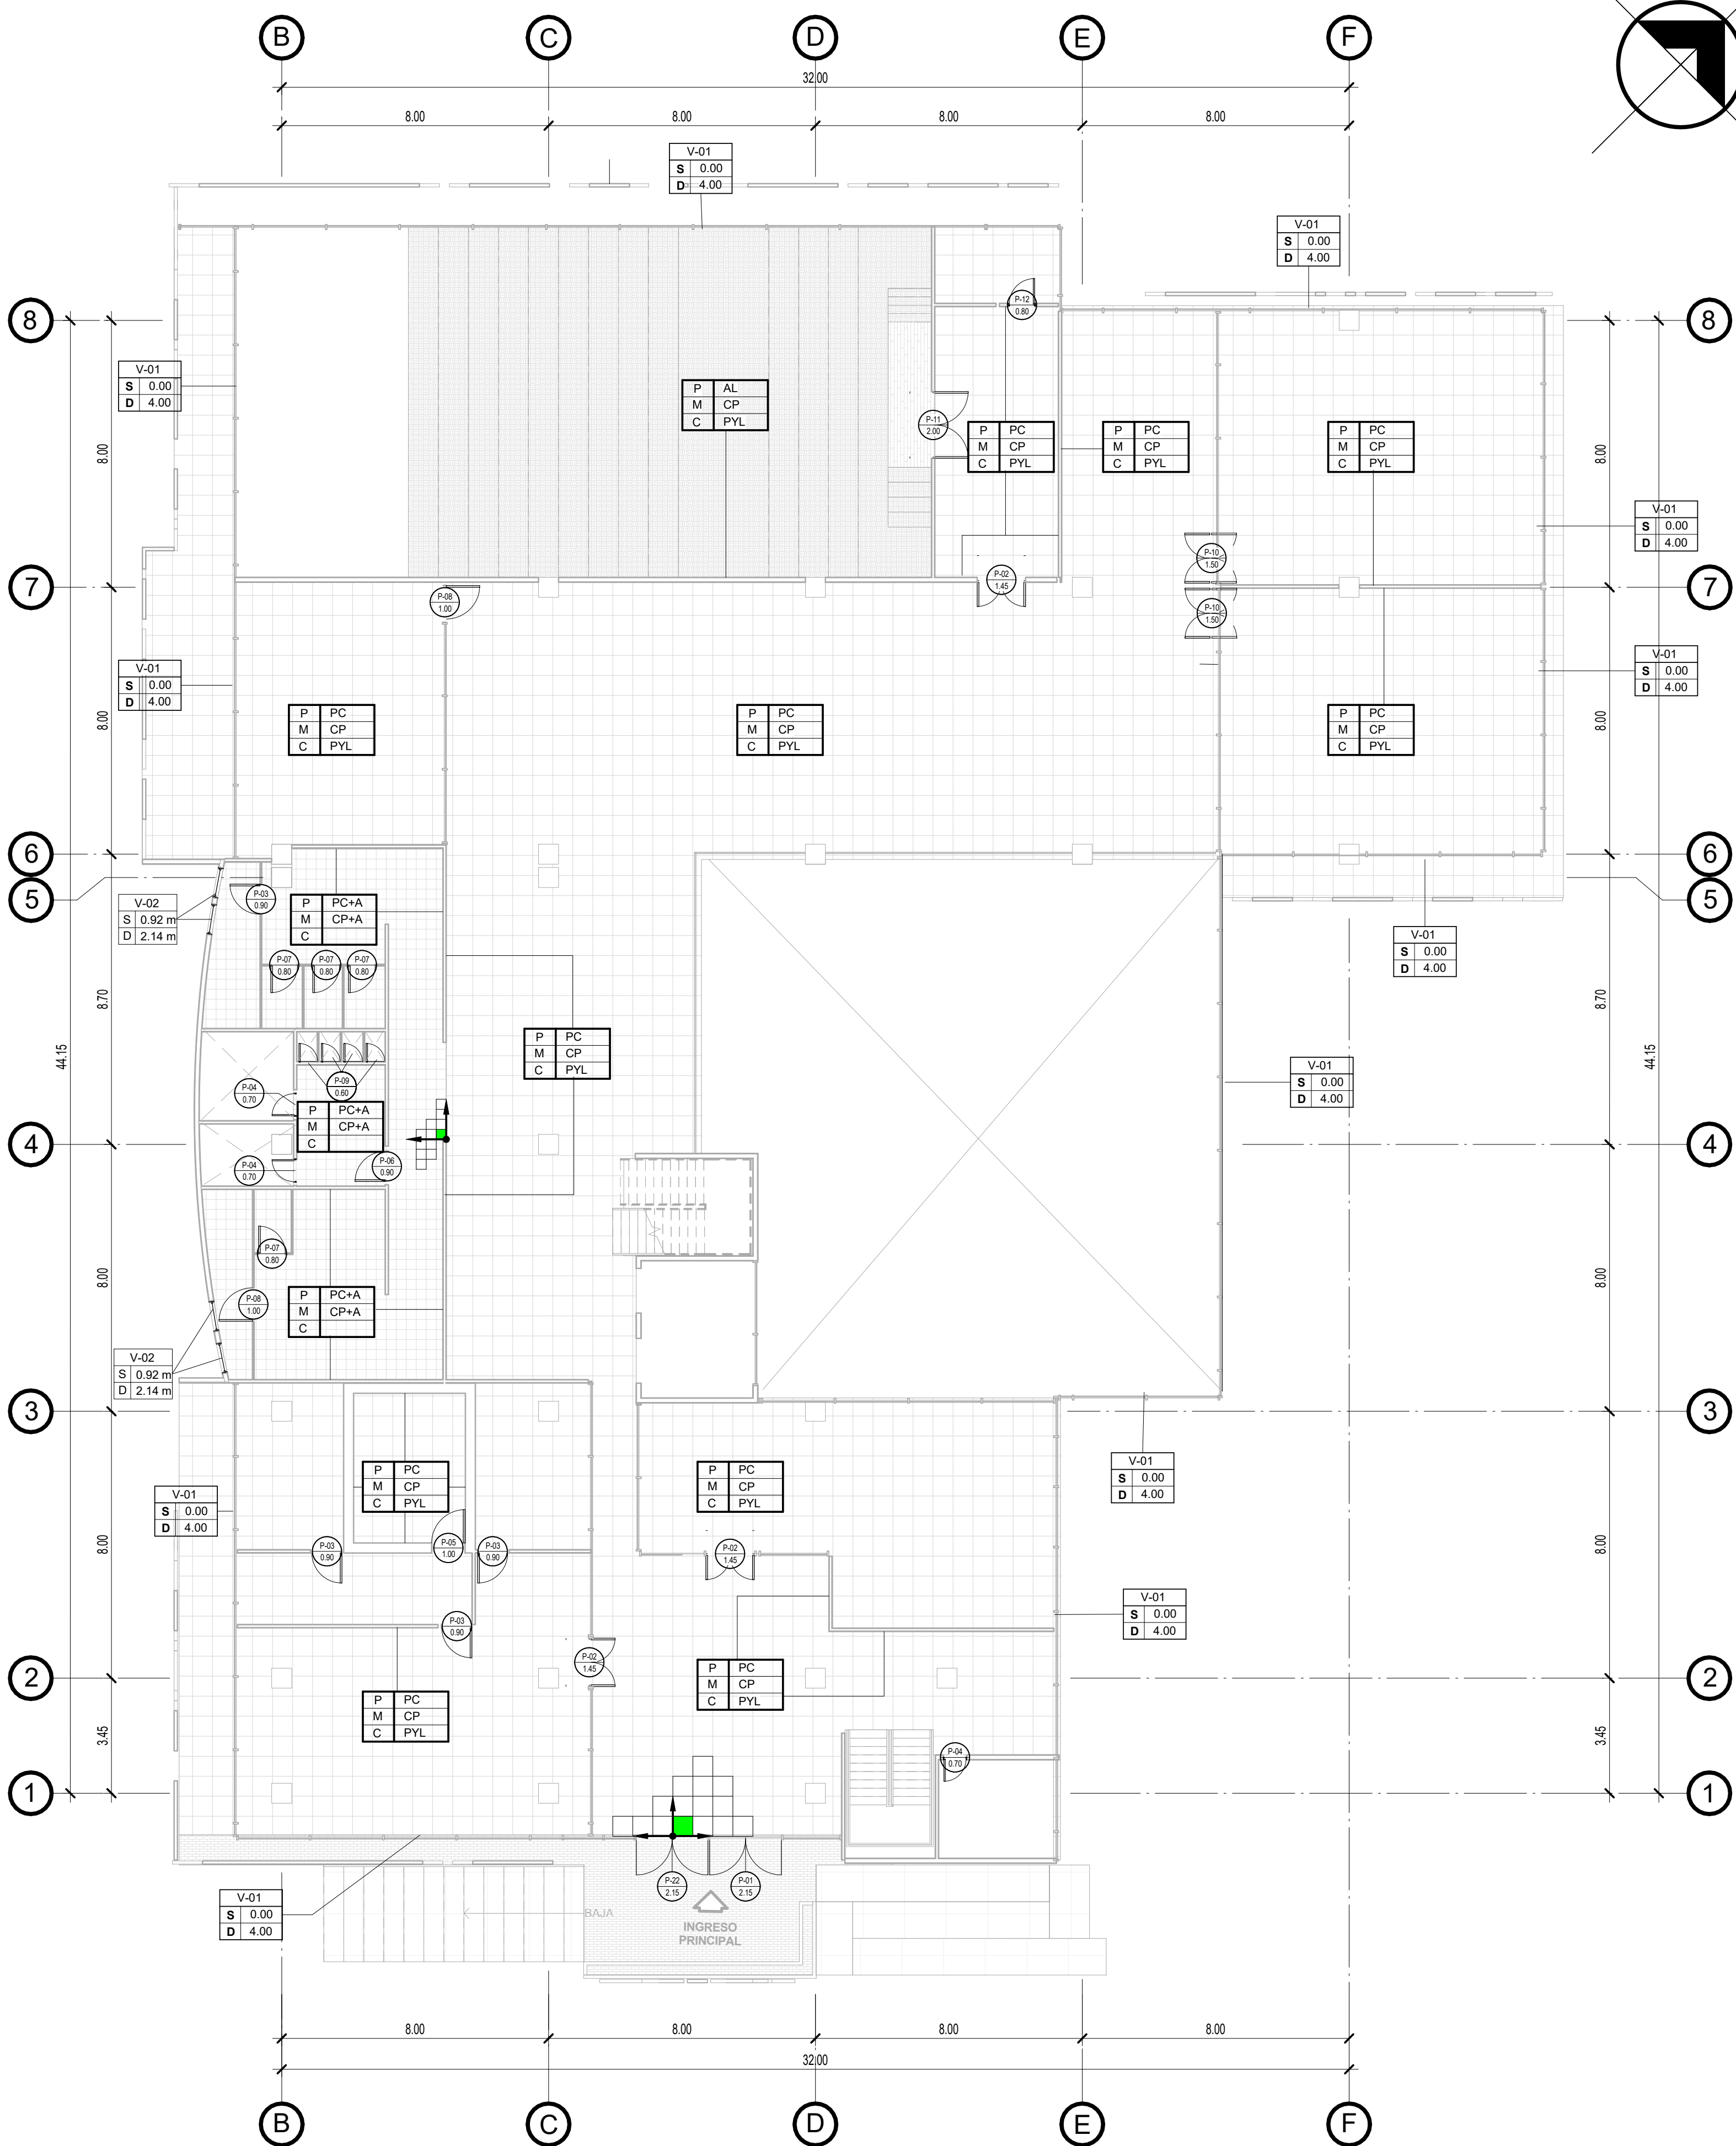 B C D E F
32.00
8.00 8.00 8.00 8.00
V-01
S 0.00
D 4.00
V-01
S 0.00
D 4.00
8 8
P-12
0.80
V-01
S 0.00
D 4.00
P AL
M CP
C PYL
P-11
2.00
P PC
M CP
C PYL
P PC
M CP
C PYL
P PC
M CP
C PYL
8.00 8.00
V-01
S 0.00
D 4.00
P-10
1.50
P-02
1.45
7 7
P-08
1.00
P-10
1.50
V-01
S 0.00
D 4.00
V-01
S 0.00
D 4.00
8.00 8.00
P PC
M CP
C PYL
P PC
M CP
C PYL
P PC
M CP
C PYL
6 6
5 5
P-03
0.90
V-02
S 0.92 m
D 2.14 m
P PC+A
M CP+A
C
V-01
S 0.00
D 4.00
P-07
0.80
P-07
0.80
P-07
0.80
8.70 8.70
44.15 44.15
P PC
M CP
C PYL
P-04
0.70
P-09
0.60
V-01
S 0.00
D 4.00
P PC+A
M CP+A
C
4 4
P-04
0.70
P-06
0.90
P-07
0.80
8.00 8.00
P-08
1.00
P PC+A
M CP+A
C
V-02
S 0.92 m
D 2.14 m
3 3
P PC
M CP
C PYL
P PC
M CP
C PYL
V-01
S 0.00
D 4.00
V-01
S 0.00
D 4.00
8.00 8.00
P-03
0.90
P-05
1.00
P-03
0.90
P-02
1.45
V-01
S 0.00
D 4.00
P-03
0.90
P-02
1.45
2 2
P PC
M CP
C PYL
P PC
M CP
C PYL
3.45 3.45
P-04
0.70
1 1
P-22
2.15
P-01
2.15
V-01
S 0.00
D 4.00
BAJA
INGRESO
PRINCIPAL
8.00 8.00 8.00 8.00
32.00
B C D E F